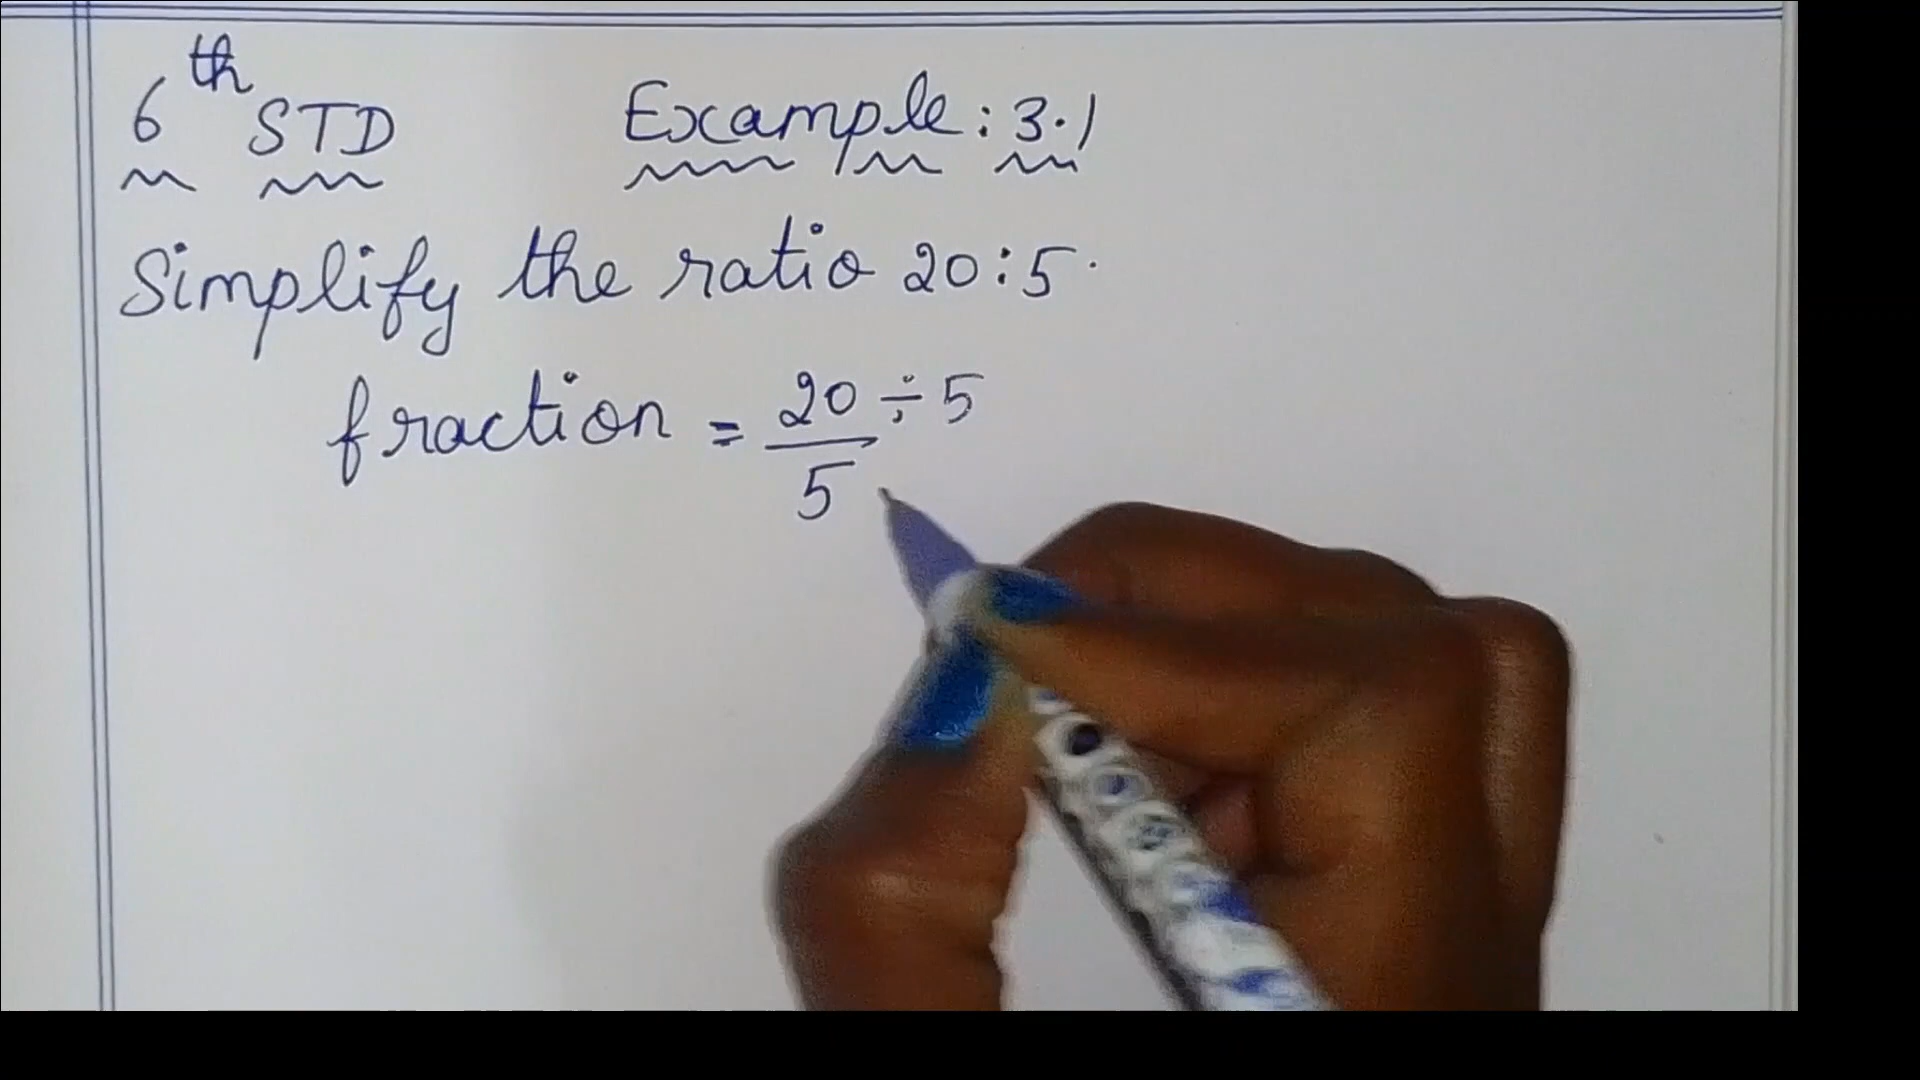 6th STD Example: 3.1
Simplify the ratio 20:5.
fraction = 20 ÷ 5
5